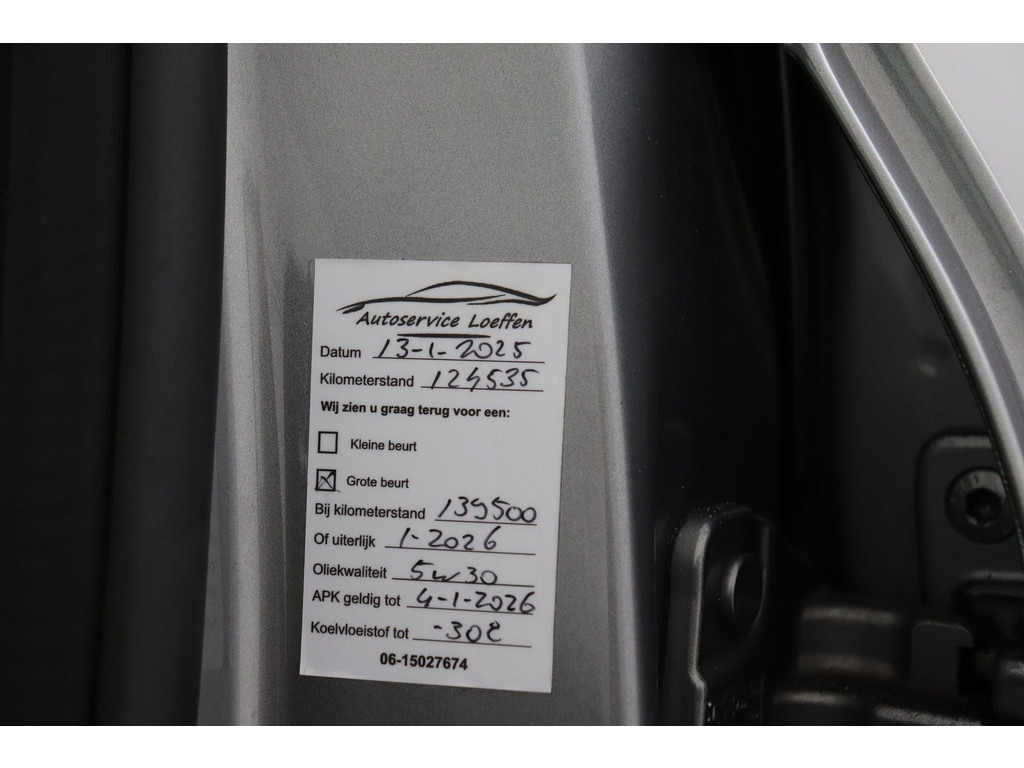 Autoservice Loeffen
Datum 13-1-2025
Kilometerstand 124535
Wij zien u graag terug voor een:
Kleine beurt
Grote beurt
Bij kilometerstand 139500
Of uiterlijk 1-2026
Oliekwaliteit 5w30
APK geldig tot 4-1-2026
Koelvloeistof tot -30
06-15027674